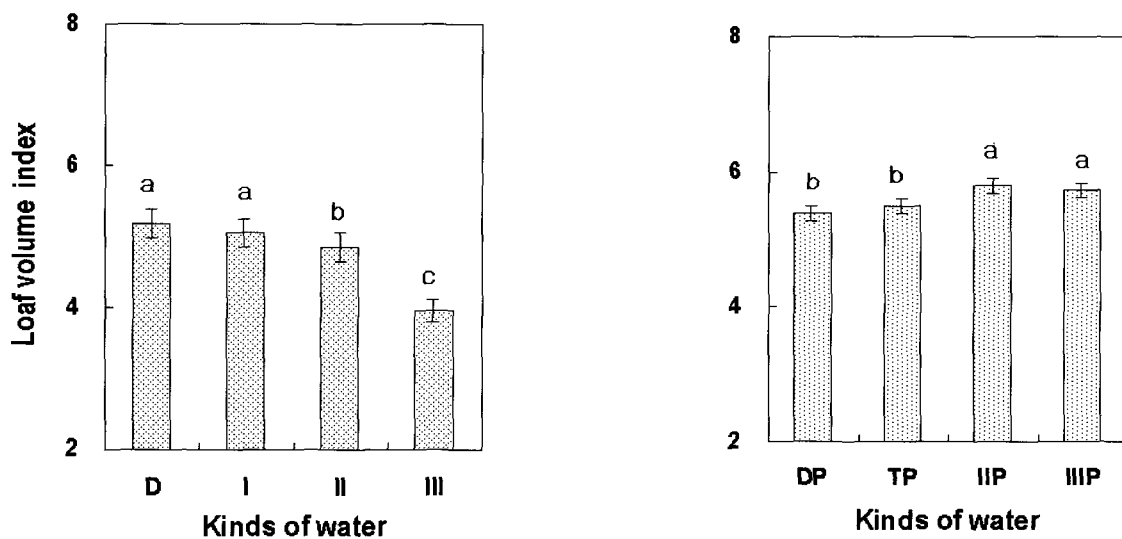 Loaf volume index
8
6
4
2
a
a
b
c
D I II III
Kinds of water
8
6
4
2
b
b
a
a
DP TP IIP IIIP
Kinds of water